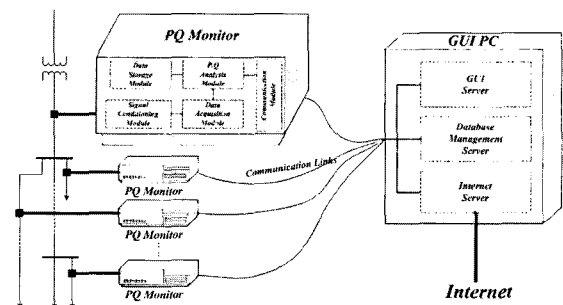 PQ Monitor
GUI PC
Data
Storage
Module
PQ
Analysis
Module
Communication
Module
Signal
Conditioning
Module
Data
Acquisition
Module
GUI
Server
Database
Management
Server
Internet
Server
Communication Links
PQ Monitor
PQ Monitor
PQ Monitor
Internet